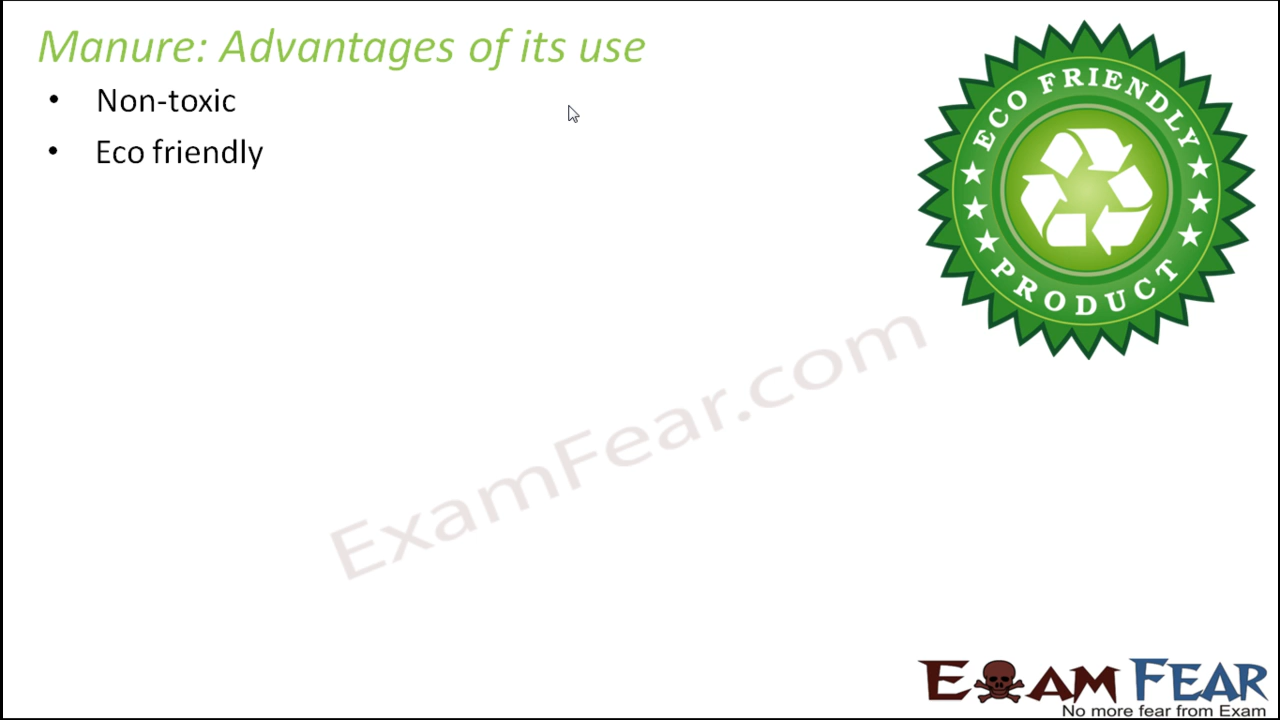 Manure: Advantages of its use
• Non-toxic
• Eco friendly
ECO FRIENDLY
PRODUCT
ExamFear.com
EXAM FEAR
No more fear from Exam